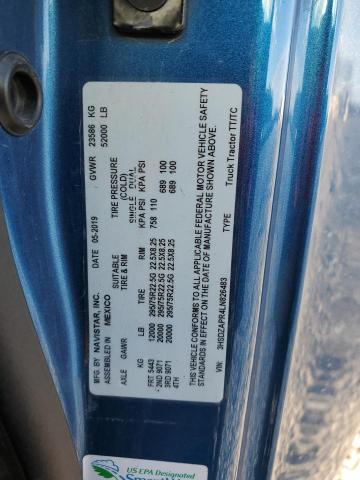 MFD BY NAVISTAR, INC. DATE 05-2019 GVWR 23586 KG
ASSEMBLED IN MEXICO 52000 LB
SUITABLE TIRE & RIM TIRE PRESSURE (COLD)
SINGLE DUAL
AXLE GAWR KG LB TIRE RIM KPA PSI KPA PSI
FRT 5443 12000 295/75R22.5G 22.5X8.25 758 110
2ND 9071 20000 295/75R22.5G 22.5X8.25 689 100
3RD 9071 20000 295/75R22.5G 22.5X8.25 689 100
4TH
THIS VEHICLE CONFORMS TO ALL APPLICABLE FEDERAL MOTOR VEHICLE SAFETY
STANDARDS IN EFFECT ON THE DATE OF MANUFACTURE SHOWN ABOVE.
VIN: 3HSDZAPR4LN826483 TYPE Truck Tractor TT/TC
US EPA Designated